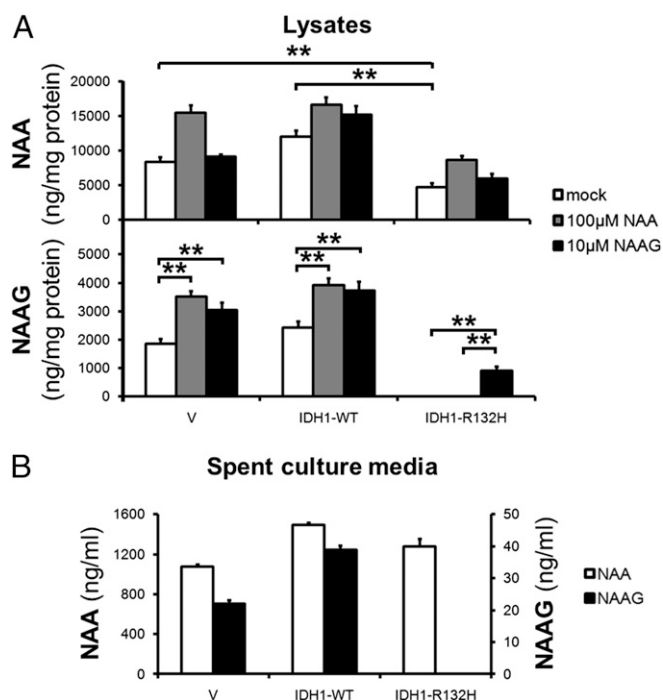 A
Lysates
**
**
NAA
(ng/mg protein)
20000
15000
10000
5000
0
mock
100μM NAA
10μM NAAG
NAAG
(ng/mg protein)
5000
4000
3000
2000
1000
0
**
**
**
**
**
**
V IDH1-WT IDH1-R132H
B
Spent culture media
NAA (ng/ml)
1600
1200
800
400
0
50
40
30
20
10
0
NAAG (ng/ml)
NAA
NAAG
V IDH1-WT IDH1-R132H